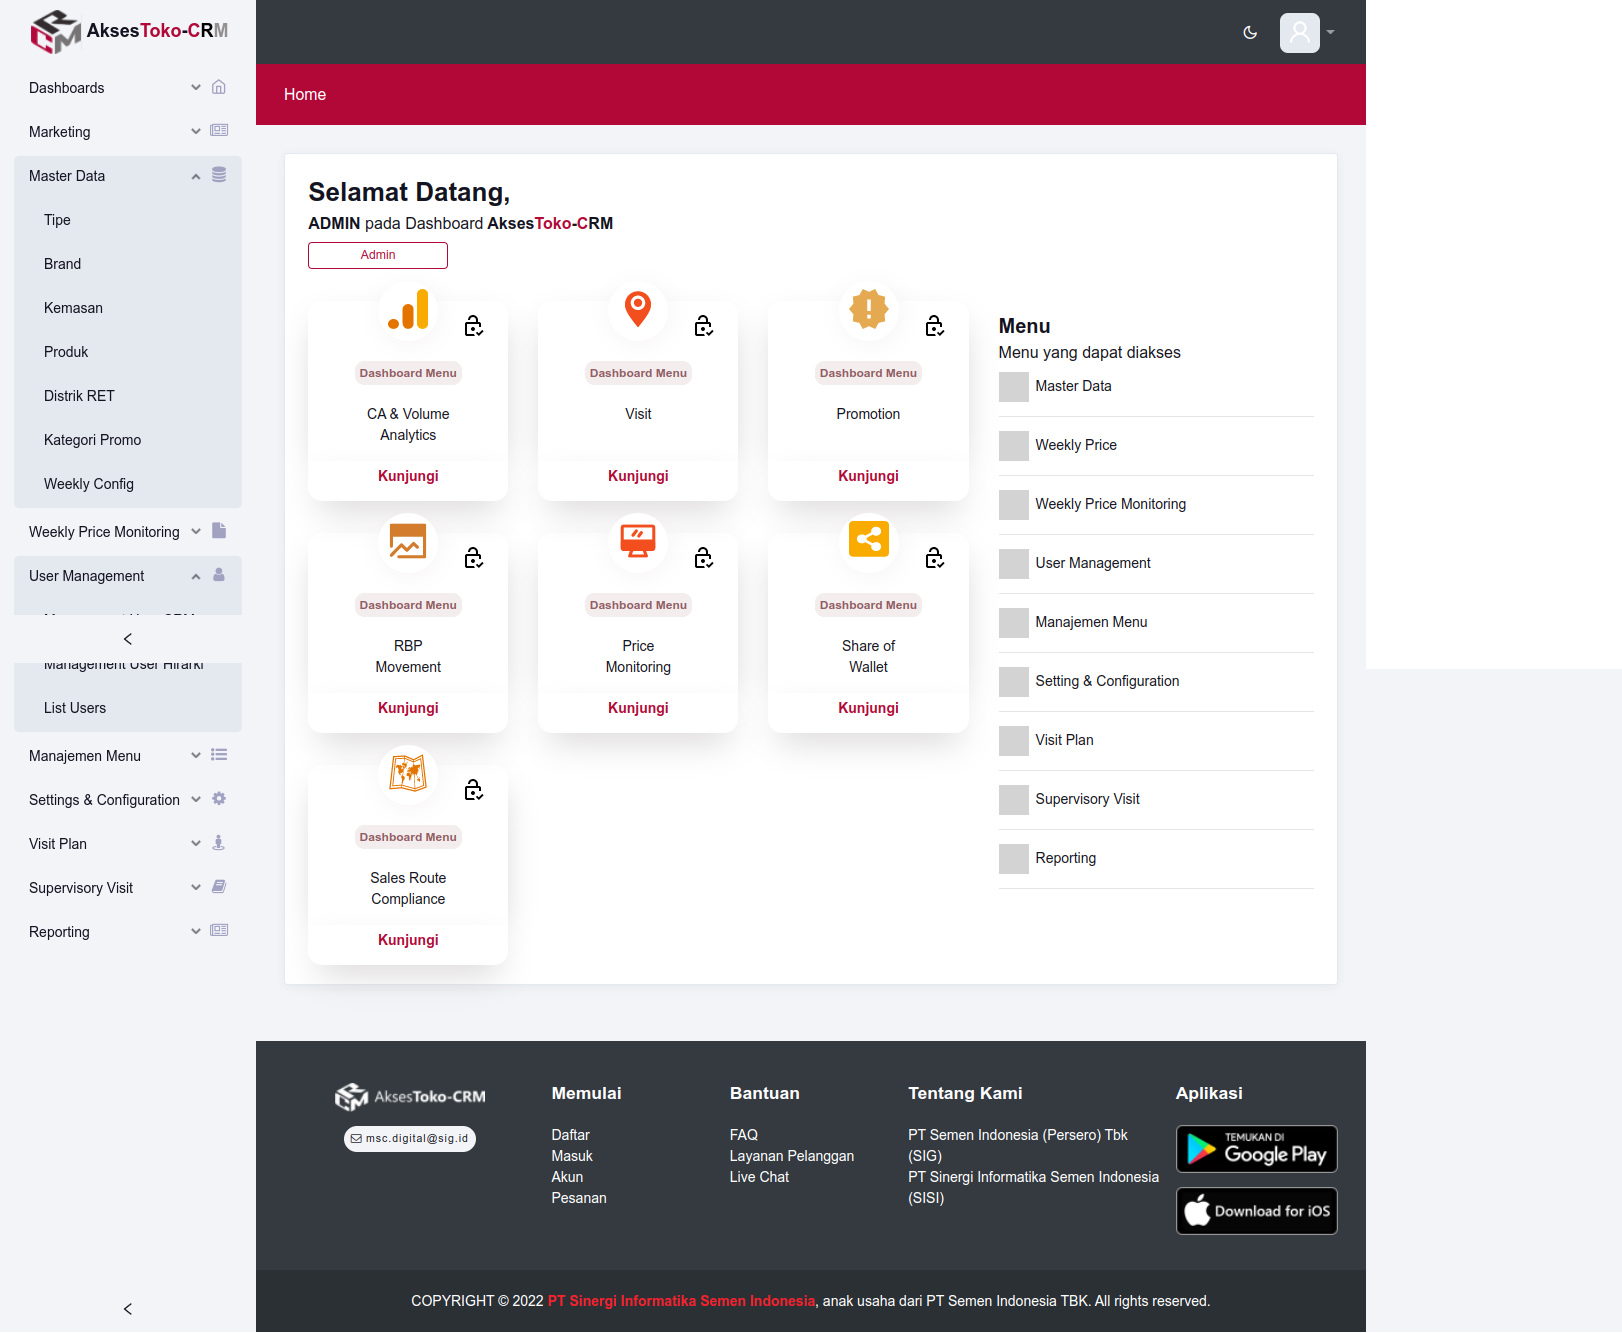 AksesToko-CRM
Dashboards
Marketing
Master Data
Tipe
Brand
Kemasan
Produk
Distrik RET
Kategori Promo
Weekly Config
Weekly Price Monitoring
User Management
Management User Hirarki
List Users
Manajemen Menu
Settings & Configuration
Visit Plan
Supervisory Visit
Reporting
Home
Selamat Datang,
ADMIN pada Dashboard AksesToko-CRM
Admin
Dashboard Menu
CA & Volume
Analytics
Kunjungi
Dashboard Menu
Visit
Kunjungi
Dashboard Menu
Promotion
Kunjungi
Dashboard Menu
RBP
Movement
Kunjungi
Dashboard Menu
Price
Monitoring
Kunjungi
Dashboard Menu
Share of
Wallet
Kunjungi
Dashboard Menu
Sales Route
Compliance
Kunjungi
Menu
Menu yang dapat diakses
Master Data
Weekly Price
Weekly Price Monitoring
User Management
Manajemen Menu
Setting & Configuration
Visit Plan
Supervisory Visit
Reporting
AksesToko-CRM
msc.digital@sig.id
Memulai
Daftar
Masuk
Akun
Pesanan
Bantuan
FAQ
Layanan Pelanggan
Live Chat
Tentang Kami
PT Semen Indonesia (Persero) Tbk
(SIG)
PT Sinergi Informatika Semen Indonesia
(SISI)
Aplikasi
TEMUKAN DI
Google Play
Download for iOS
COPYRIGHT © 2022 PT Sinergi Informatika Semen Indonesia, anak usaha dari PT Semen Indonesia TBK. All rights reserved.